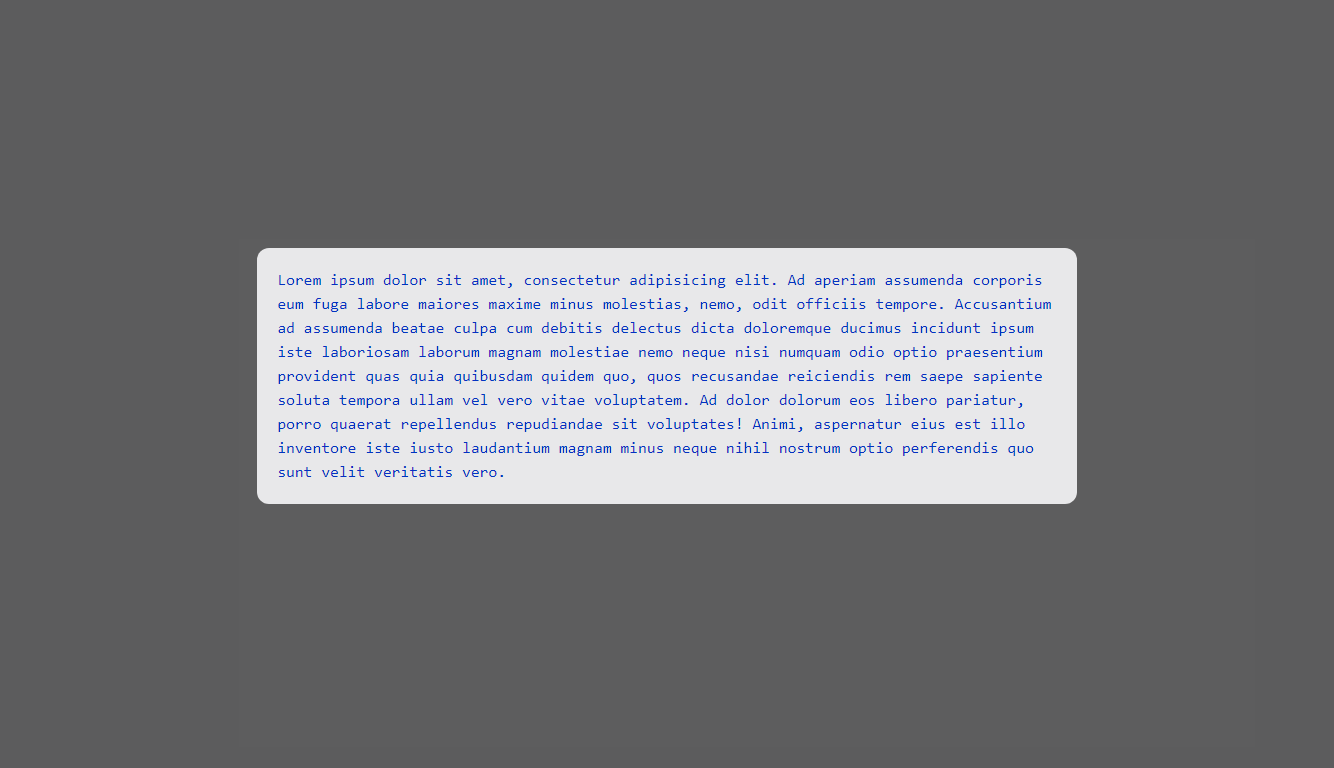 Lorem ipsum dolor sit amet, consectetur adipisicing elit. Ad aperiam assumenda corporis
eum fuga labore maiores maxime minus molestias, nemo, odit officiis tempore. Accusantium
ad assumenda beatae culpa cum debitis delectus dicta doloremque ducimus incidunt ipsum
iste laboriosam laborum magnam molestiae nemo neque nisi numquam odio optio praesentium
provident quas quia quibusdam quidem quo, quos recusandae reiciendis rem saepe sapiente
soluta tempora ullam vel vero vitae voluptatem. Ad dolor dolorum eos libero pariatur,
porro quaerat repellendus repudiandae sit voluptates! Animi, aspernatur eius est illo
inventore iste iusto laudantium magnam minus neque nihil nostrum optio perferendis quo
sunt velit veritatis vero.